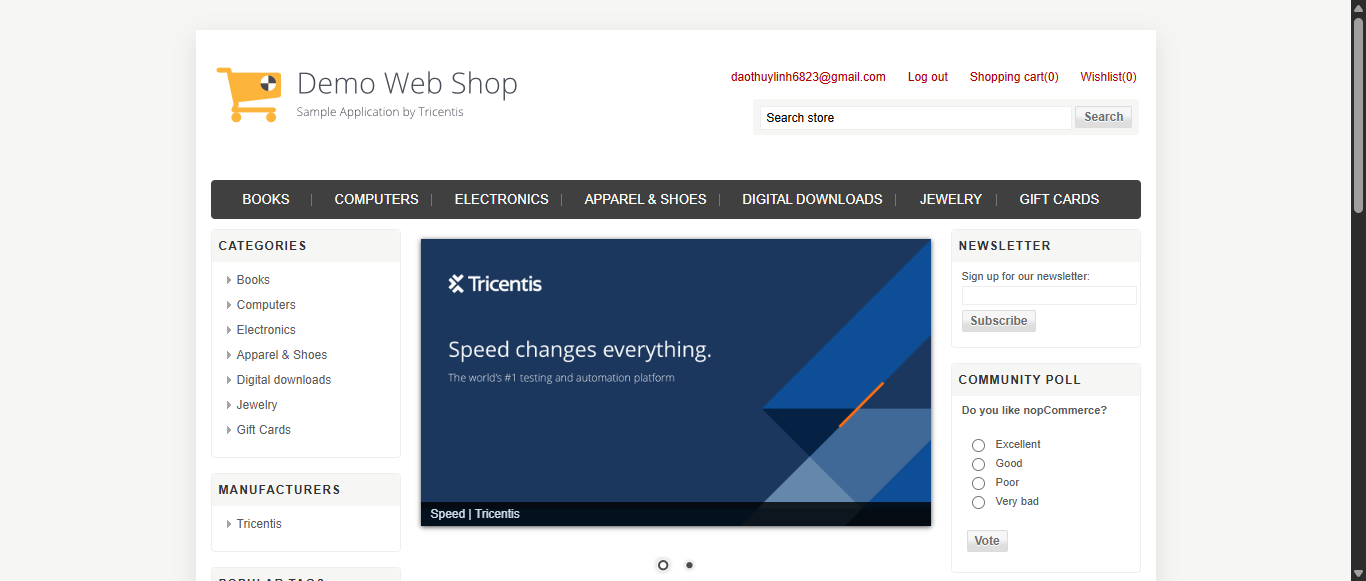 Demo Web Shop
Sample Application by Tricentis
daothuylinh6823@gmail.com Log out Shopping cart(0) Wishlist(0)
Search store Search
BOOKS COMPUTERS ELECTRONICS APPAREL & SHOES DIGITAL DOWNLOADS JEWELRY GIFT CARDS
CATEGORIES
Books
Computers
Electronics
Apparel & Shoes
Digital downloads
Jewelry
Gift Cards
MANUFACTURERS
Tricentis
POPULAR TAGS
Tricentis
Speed changes everything.
The world's #1 testing and automation platform
Speed | Tricentis
NEWSLETTER
Sign up for our newsletter:
Subscribe
COMMUNITY POLL
Do you like nopCommerce?
Excellent
Good
Poor
Very bad
Vote